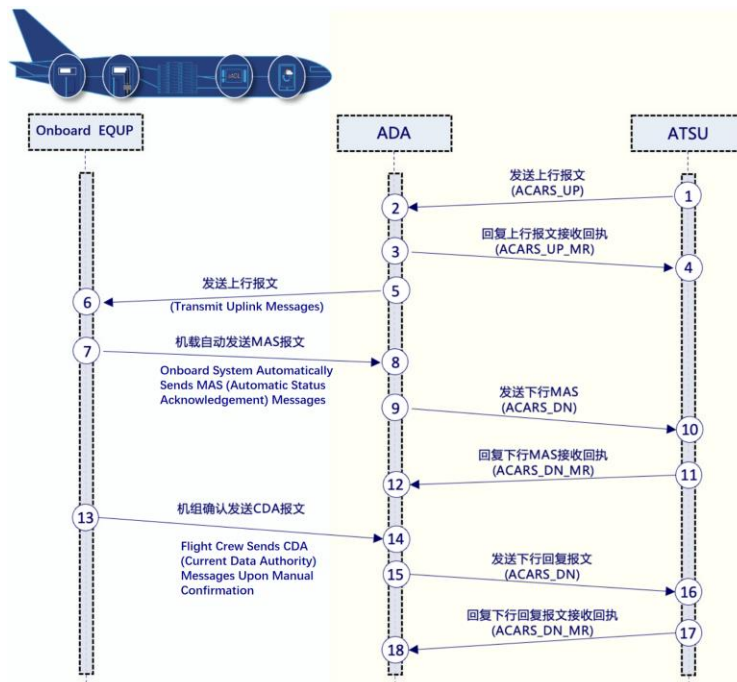 Onboard EQUP
ADA
ATSU
发送上行报文
(ACARS_UP)
1
2
回复上行报文接收回执
(ACARS_UP_MR)
3
4
发送上行报文
(Transmit Uplink Messages)
5
6
机载自动发送MAS报文
7
8
Onboard System Automatically
Sends MAS (Automatic Status
Acknowledgement) Messages
发送下行MAS
(ACARS_DN)
9
10
回复下行MAS接收回执
(ACARS_DN_MR)
11
12
机组确认发送CDA报文
13
14
Flight Crew Sends CDA
(Current Data Authority)
Messages Upon Manual
Confirmation
发送下行回复报文
(ACARS_DN)
15
16
回复下行回复报文接收回执
(ACARS_DN_MR)
17
18